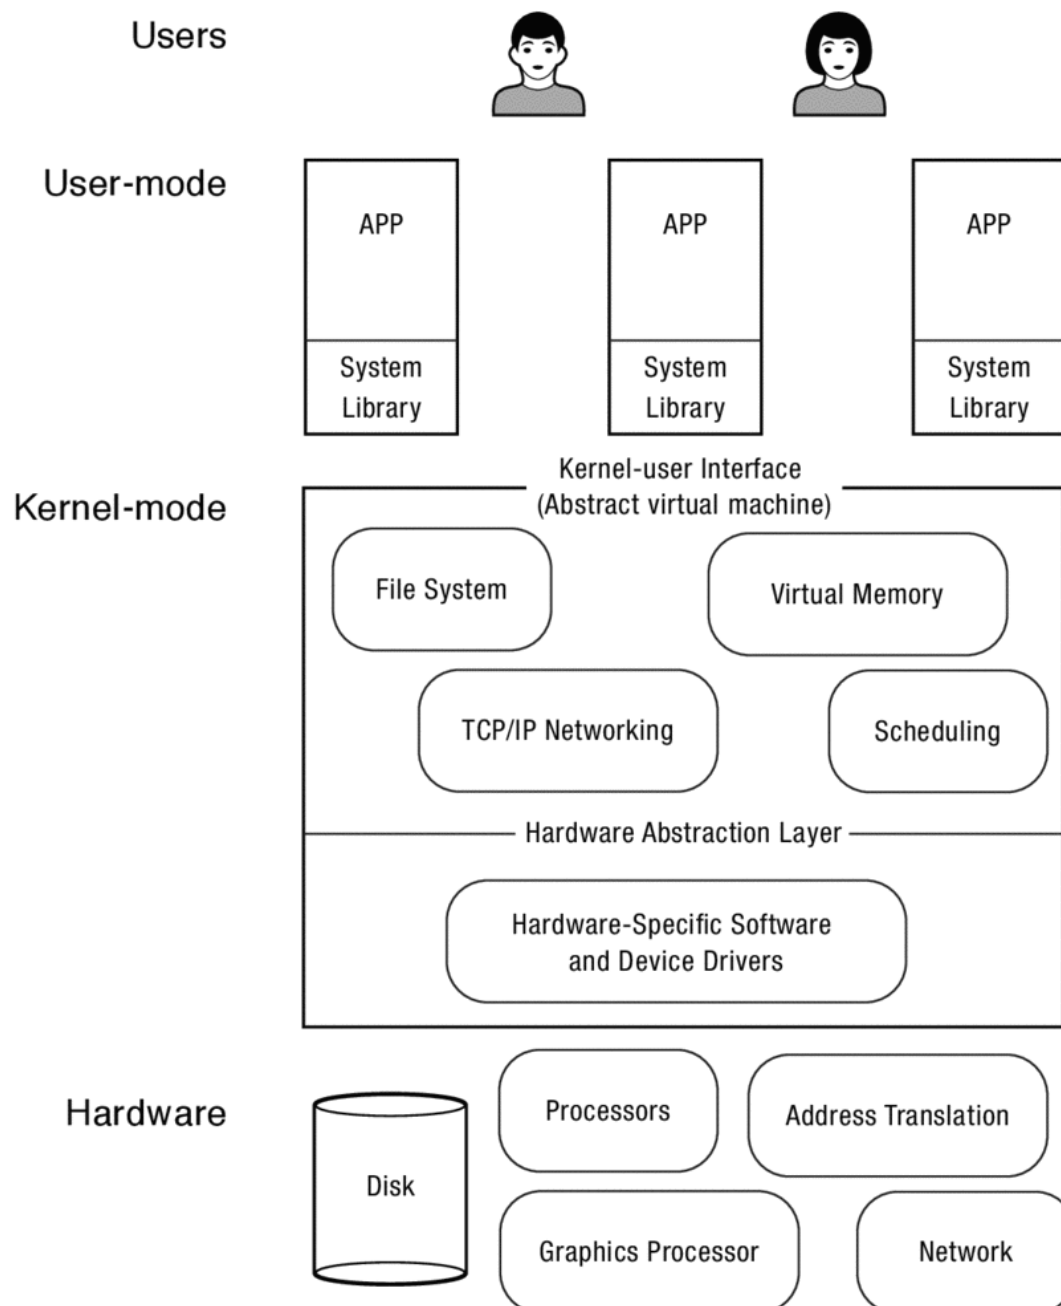 Users
User-mode
APP
APP
APP
System
Library
System
Library
System
Library
Kernel-mode
Kernel-user Interface
(Abstract virtual machine)
File System
Virtual Memory
TCP/IP Networking
Scheduling
Hardware Abstraction Layer
Hardware-Specific Software
and Device Drivers
Hardware
Disk
Processors
Address Translation
Graphics Processor
Network